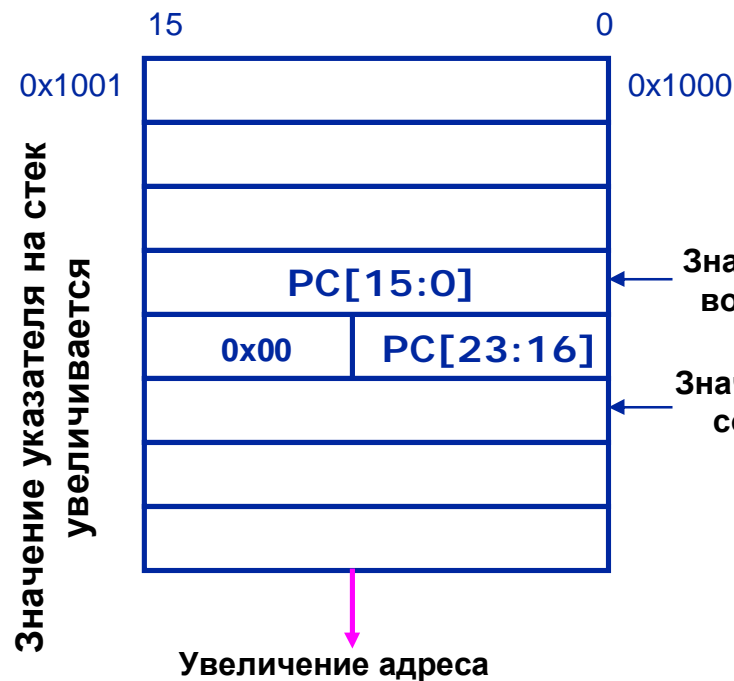 15 0
0x1001 0x1000
Значение указателя на стек
увеличивается
PC[15:0]
0x00 PC[23:16]
Увеличение адреса